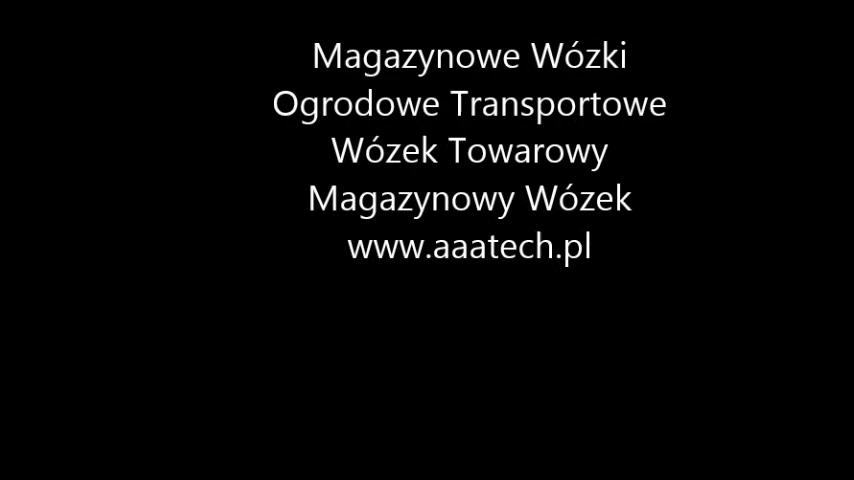 Magazynowe Wózki
Ogrodowe Transportowe
Wózek Towarowy
Magazynowy Wózek
www.aaatech.pl